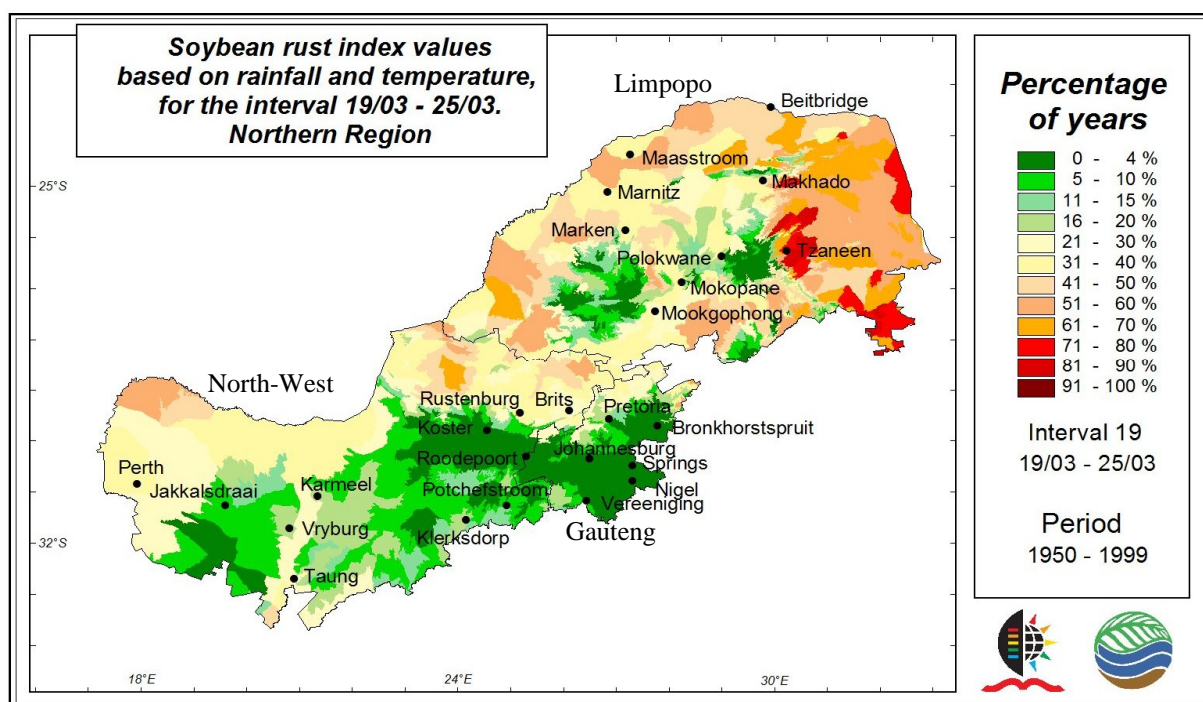 Soybean rust index values
based on rainfall and temperature,
for the interval 19/03 - 25/03.
Northern Region
Limpopo
Beitbridge
Maasstroom
25°S
Makhado
Marnitz
Marken
Tzaneen
Polokwane
Mokopane
Mookgophong
North-West
Rustenburg
Brits
Pretoria
Koster
Bronkhorstspruit
Johannesburg
Roodepoort
Springs
Perth
Karmeel
Jakkalsdraai
Potchefstroom
Nigel
Vereeniging
Vryburg
Klerksdorp
Gauteng
32°S
Taung
18°E
24°E
30°E
Percentage
of years
0 - 4 %
5 - 10 %
11 - 15 %
16 - 20 %
21 - 30 %
31 - 40 %
41 - 50 %
51 - 60 %
61 - 70 %
71 - 80 %
81 - 90 %
91 - 100 %
Interval 19
19/03 - 25/03
Period
1950 - 1999